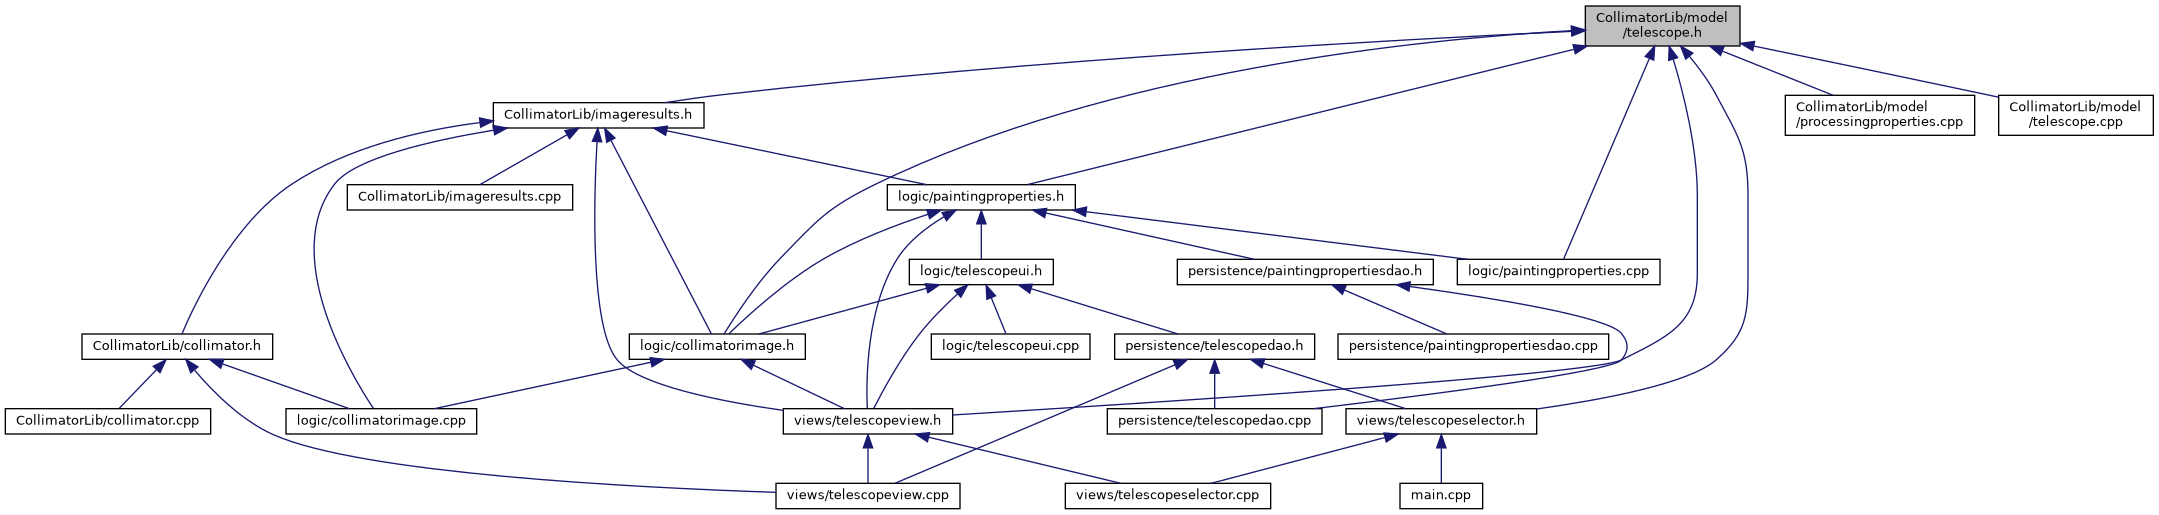 CollimatorLib/model
/telescope.h
CollimatorLib/imageresults.h
CollimatorLib/model
/processingproperties.cpp
CollimatorLib/model
/telescope.cpp
CollimatorLib/imageresults.cpp
logic/paintingproperties.h
logic/telescopeui.h
persistence/paintingpropertiesdao.h
logic/paintingproperties.cpp
CollimatorLib/collimator.h
logic/collimatorimage.h
logic/telescopeui.cpp
persistence/telescopedao.h
persistence/paintingpropertiesdao.cpp
CollimatorLib/collimator.cpp
logic/collimatorimage.cpp
views/telescopeview.h
persistence/telescopedao.cpp
views/telescopeselector.h
views/telescopeview.cpp
views/telescopeselector.cpp
main.cpp